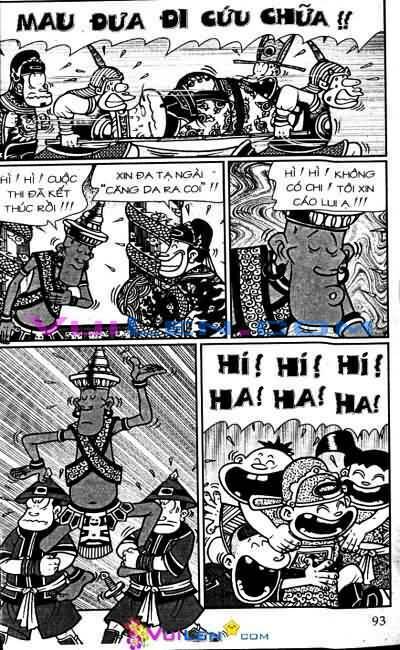 MAU ĐƯA ĐI CỨU CHỮA !!
HÌ! HÌ! CUỘC
THI ĐÃ KẾT
THÚC RỒI !!!
XIN ĐA TẠ NGÀI
"CĂNG DA RA COI" !!
HÌ! HÌ! KHÔNG
CÓ CHI! TÔI XIN
CÁO LUI Ạ !!!
VUILEN.COM
HÍ! HÍ! HÍ!
HA! HA! HA!
93
VUILEN.COM